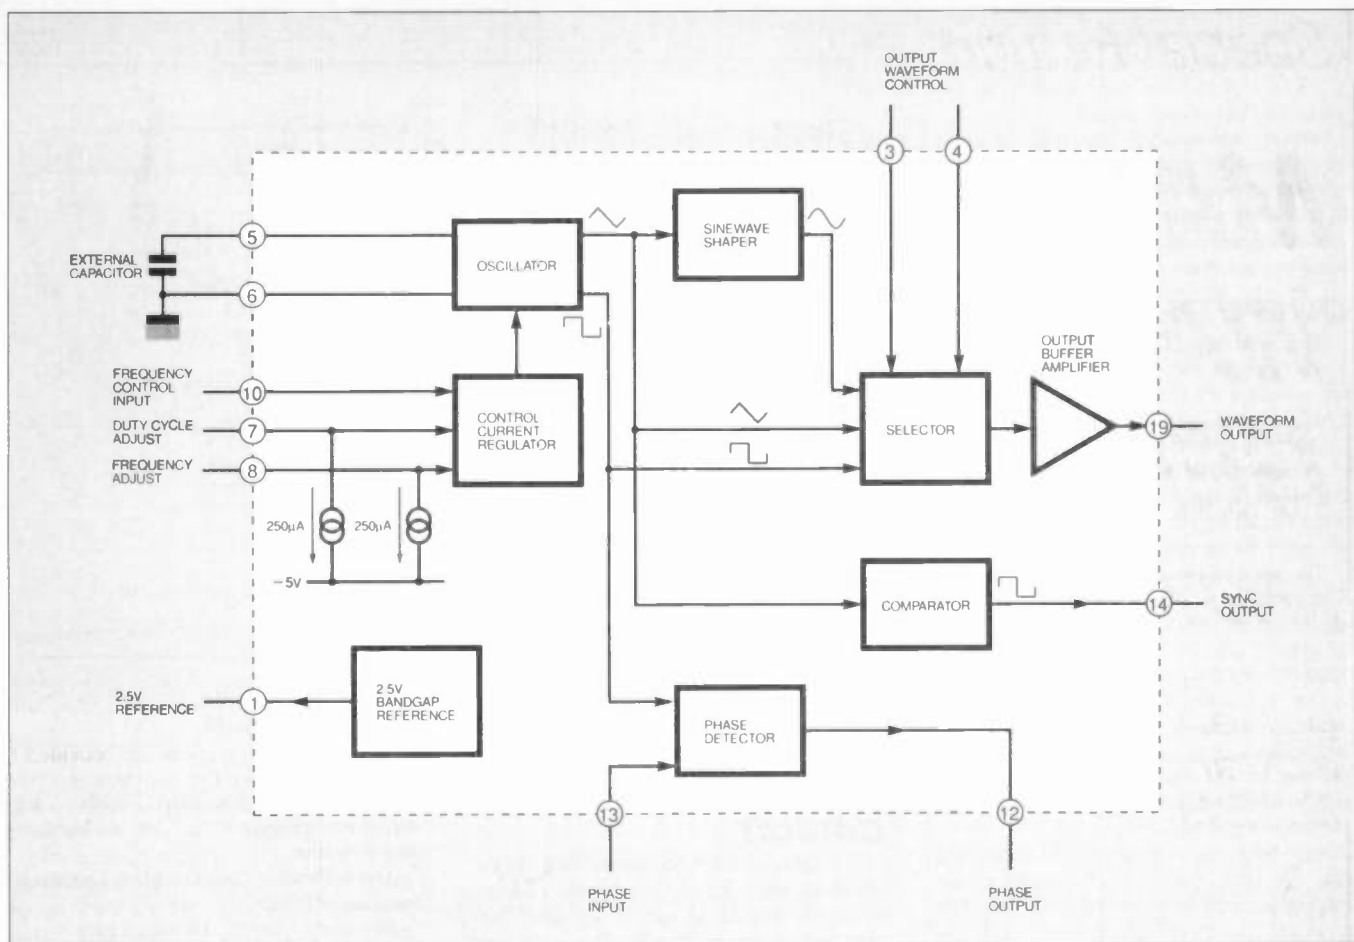 OUTPUT
WAVEFORM
CONTROL
3
4
5
EXTERNAL
CAPACITOR
6
OSCILLATOR
SINEWAVE
SHAPER
FREQUENCY
CONTROL
INPUT
10
DUTY CYCLE
ADJUST
7
FREQUENCY
ADJUST
8
CONTROL
CURRENT
REGULATOR
250µA
250µA
−5V
SELECTOR
OUTPUT
BUFFER
AMPLIFIER
19
WAVEFORM
OUTPUT
COMPARATOR
14
SYNC
OUTPUT
2.5V
REFERENCE
1
2.5V
BANDGAP
REFERENCE
PHASE
DETECTOR
13
12
PHASE
INPUT
PHASE
OUTPUT